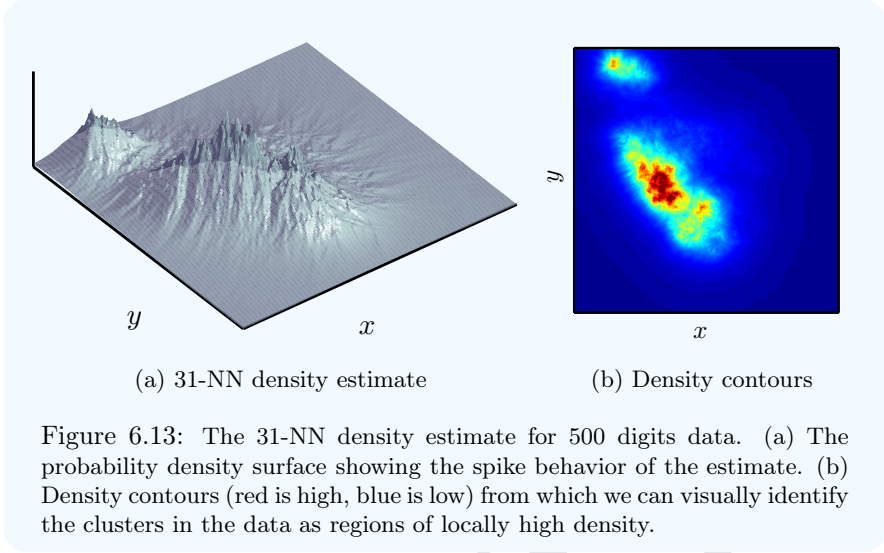 y
x
(a) 31-NN density estimate
y
x
(b) Density contours
Figure 6.13: The 31-NN density estimate for 500 digits data. (a) The
probability density surface showing the spike behavior of the estimate. (b)
Density contours (red is high, blue is low) from which we can visually identify
the clusters in the data as regions of locally high density.